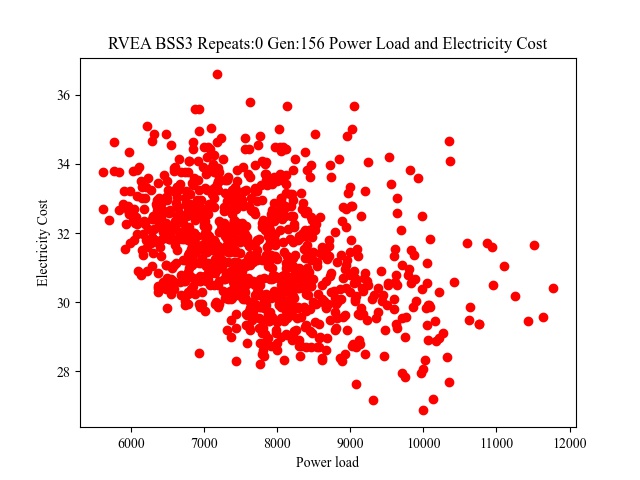 RVEA BSS3 Repeats:0 Gen:156 Power Load and Electricity Cost
36
34
32
30
28
Electricity Cost
6000 7000 8000 9000 10000 11000 12000
Power load